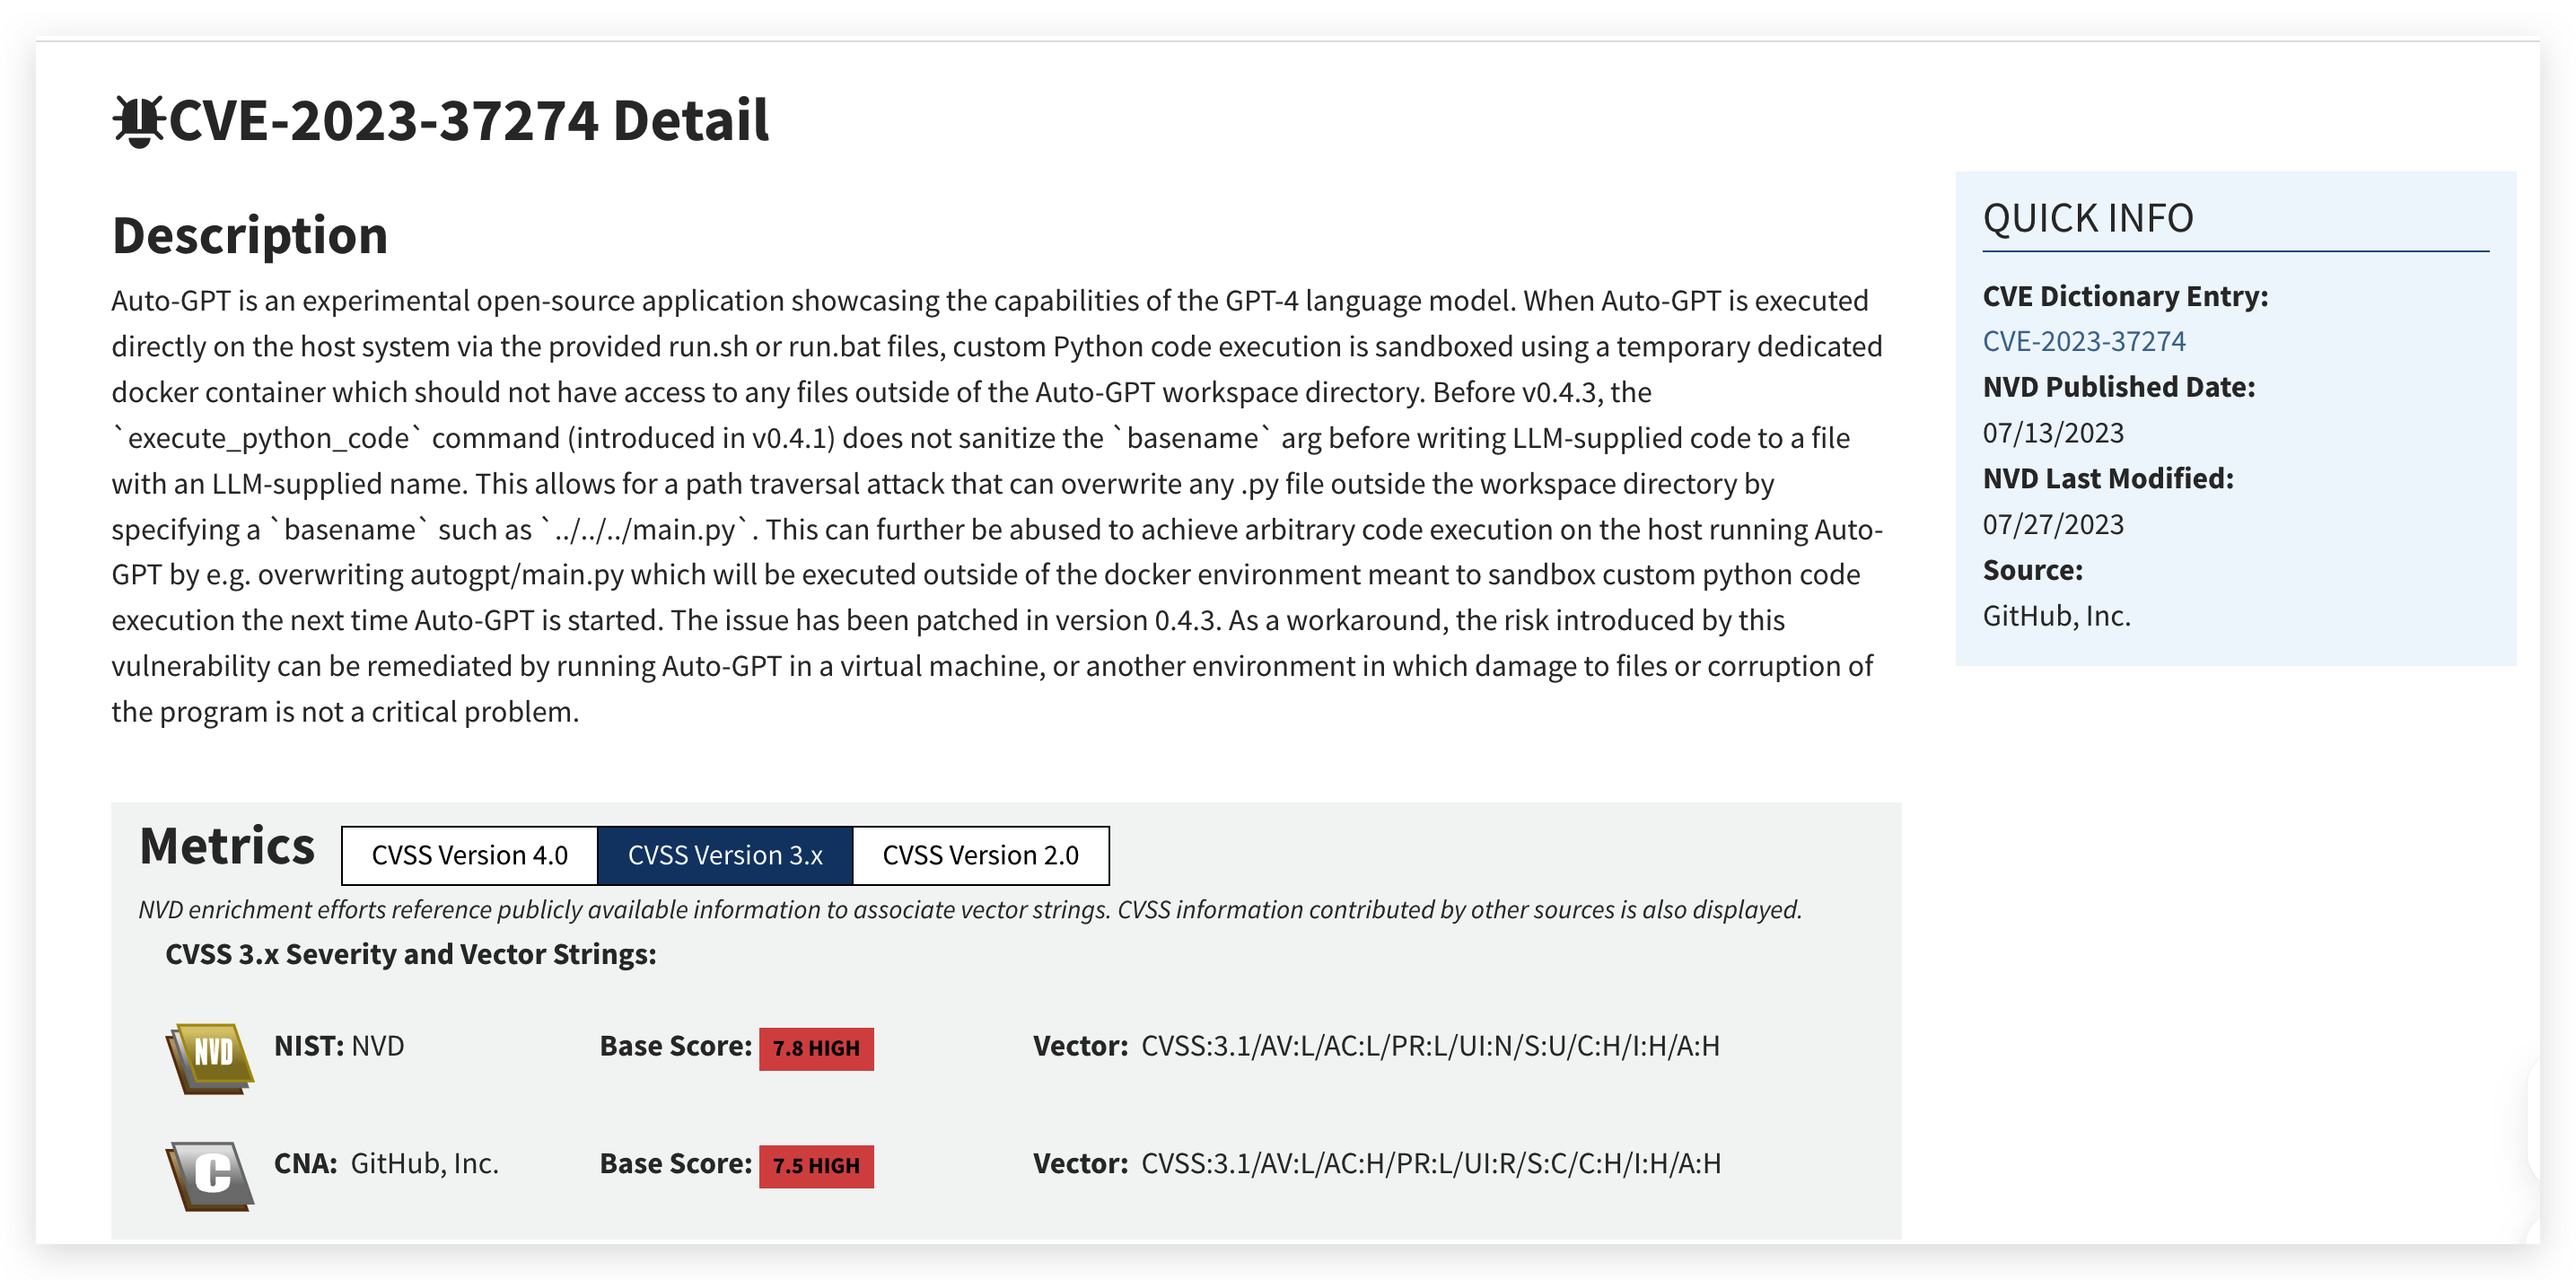 CVE-2023-37274 Detail
Description
Auto-GPT is an experimental open-source application showcasing the capabilities of the GPT-4 language model. When Auto-GPT is executed
directly on the host system via the provided run.sh or run.bat files, custom Python code execution is sandboxed using a temporary dedicated
docker container which should not have access to any files outside of the Auto-GPT workspace directory. Before v0.4.3, the
`execute_python_code` command (introduced in v0.4.1) does not sanitize the `basename` arg before writing LLM-supplied code to a file
with an LLM-supplied name. This allows for a path traversal attack that can overwrite any .py file outside the workspace directory by
specifying a `basename` such as `../../../main.py`. This can further be abused to achieve arbitrary code execution on the host running Auto-
GPT by e.g. overwriting autogpt/main.py which will be executed outside of the docker environment meant to sandbox custom python code
execution the next time Auto-GPT is started. The issue has been patched in version 0.4.3. As a workaround, the risk introduced by this
vulnerability can be remediated by running Auto-GPT in a virtual machine, or another environment in which damage to files or corruption of
the program is not a critical problem.
QUICK INFO
CVE Dictionary Entry:
CVE-2023-37274
NVD Published Date:
07/13/2023
NVD Last Modified:
07/27/2023
Source:
GitHub, Inc.
Metrics CVSS Version 4.0 CVSS Version 3.x CVSS Version 2.0
NVD enrichment efforts reference publicly available information to associate vector strings. CVSS information contributed by other sources is also displayed.
CVSS 3.x Severity and Vector Strings:
NVD NIST: NVD Base Score: 7.8 HIGH Vector: CVSS:3.1/AV:L/AC:L/PR:L/UI:N/S:U/C:H/I:H/A:H
C CNA: GitHub, Inc. Base Score: 7.5 HIGH Vector: CVSS:3.1/AV:L/AC:H/PR:L/UI:R/S:C/C:H/I:H/A:H